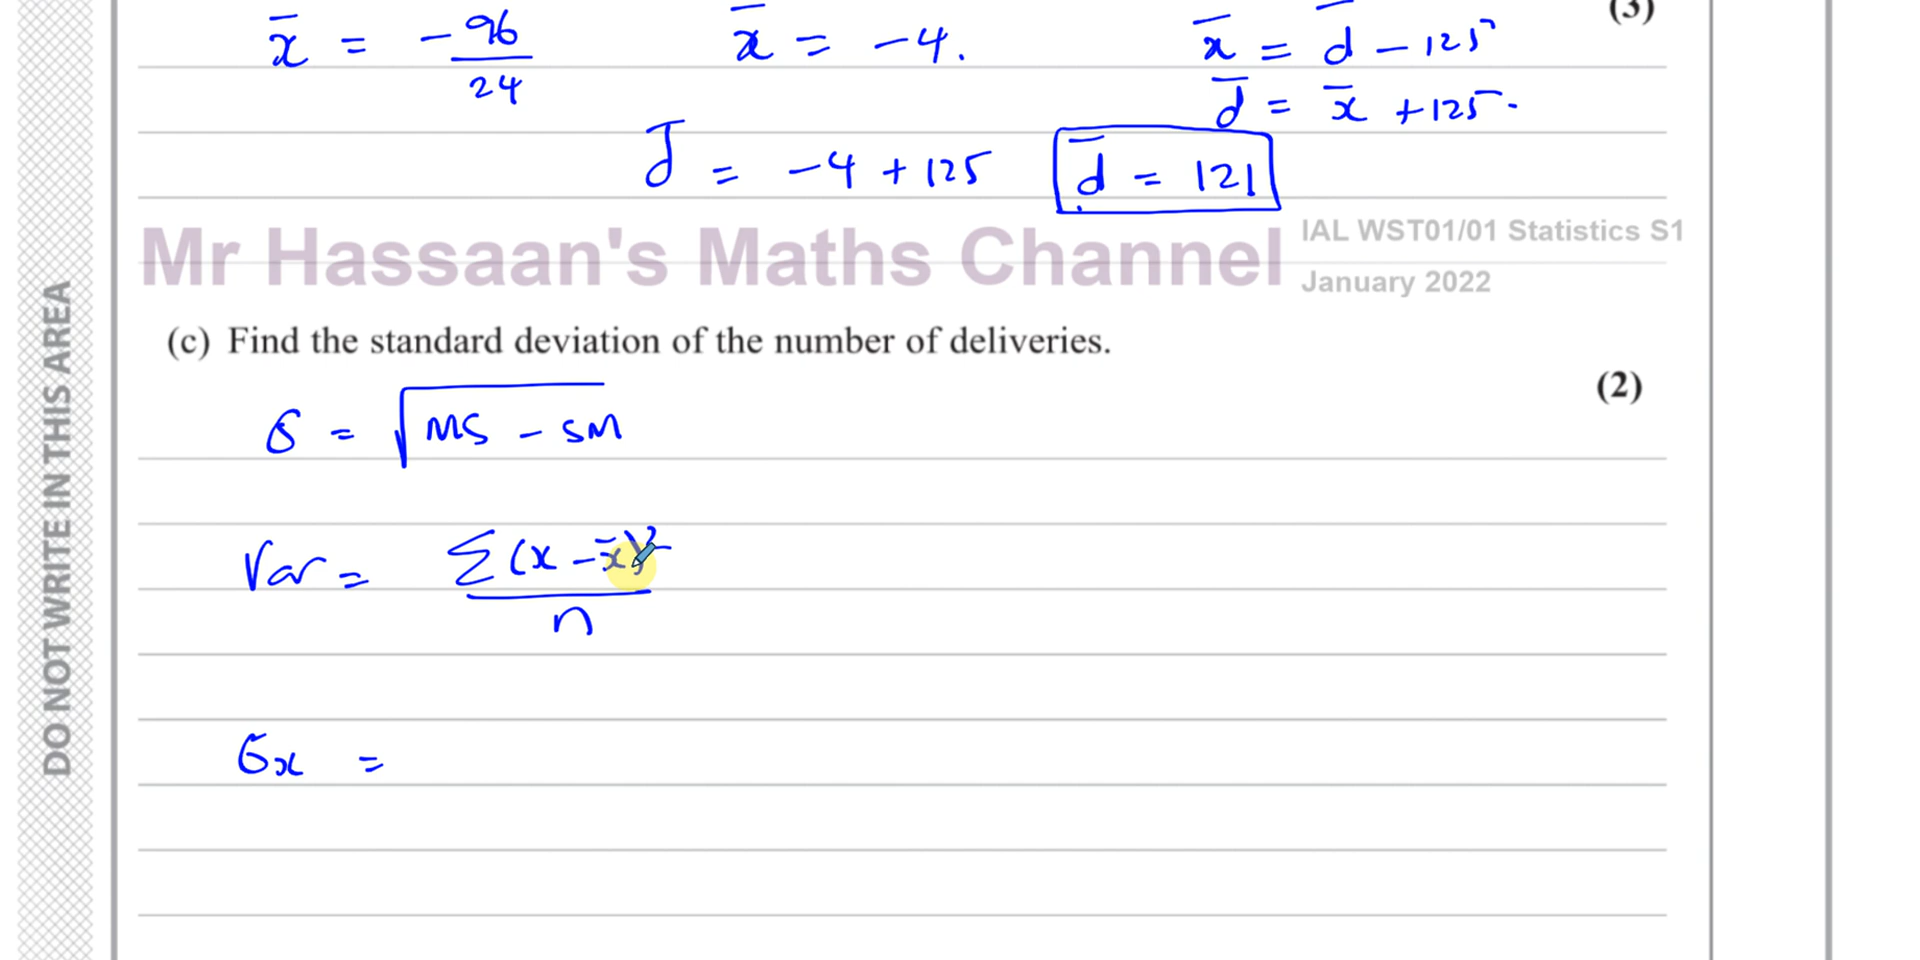 (3)
x̄ = -96/24 x̄ = -4. x̄ = d̄ - 125
d̄ = x̄ + 125.
d̄ = -4 + 125 d̄ = 121
Mr Hassaan's Maths Channel IAL WST01/01 Statistics S1
January 2022
(c) Find the standard deviation of the number of deliveries.
(2)
σ = √MS - SM
Var = Σ(x - x̄)²/n
σx =
DO NOT WRITE IN THIS AREA